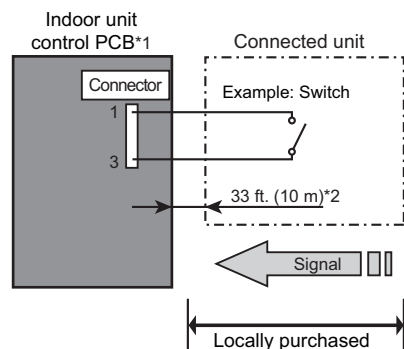 Indoor unit
control PCB*1
Connected unit
Connector
Example: Switch
1
3
33 ft. (10 m)*2
Signal
Locally purchased